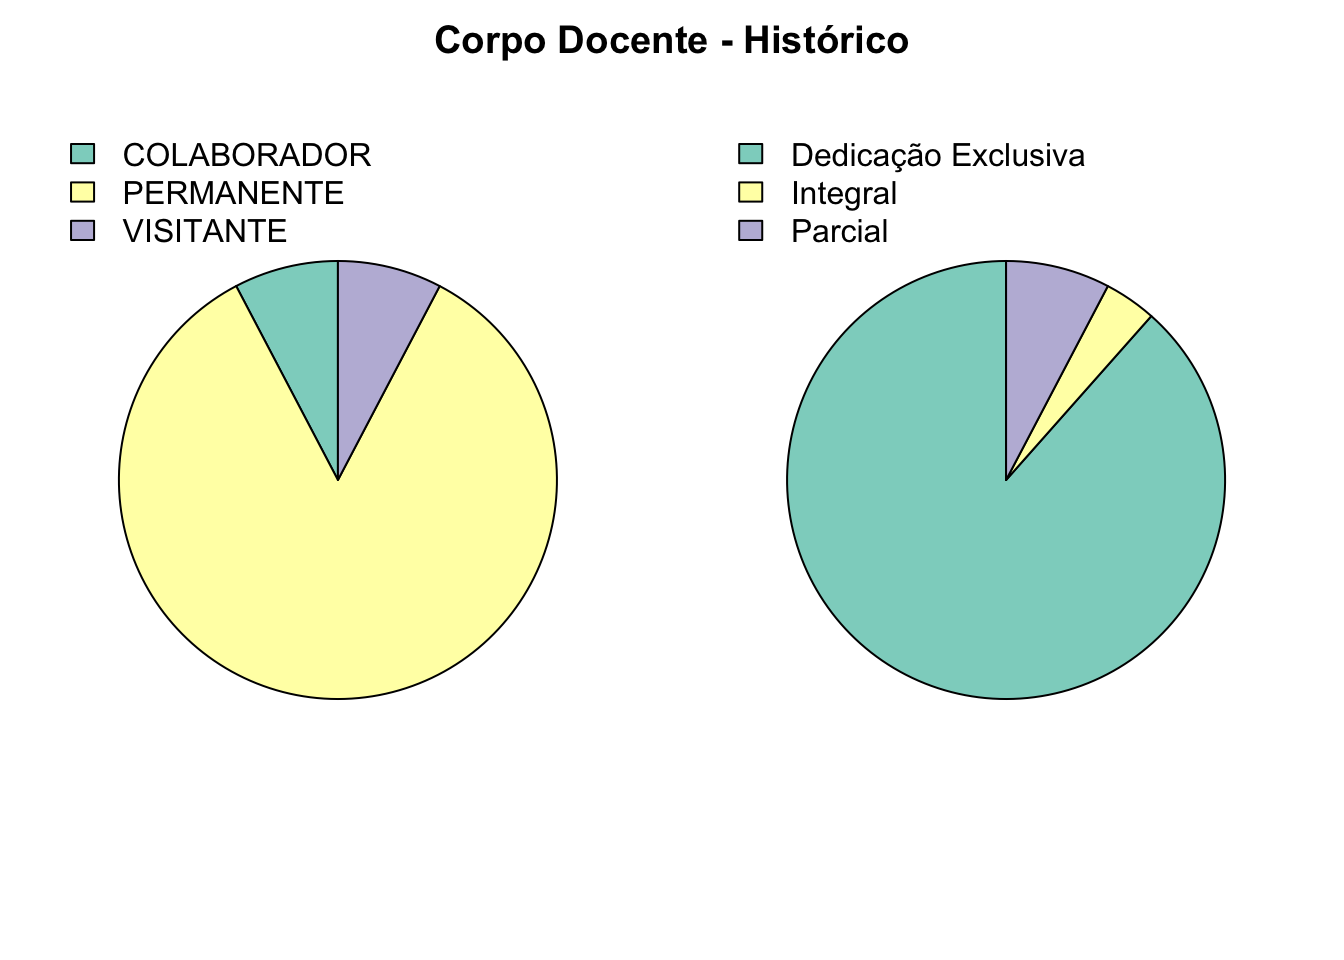 Corpo Docente - Histórico
COLABORADOR
PERMANENTE
VISITANTE
Dedicação Exclusiva
Integral
Parcial